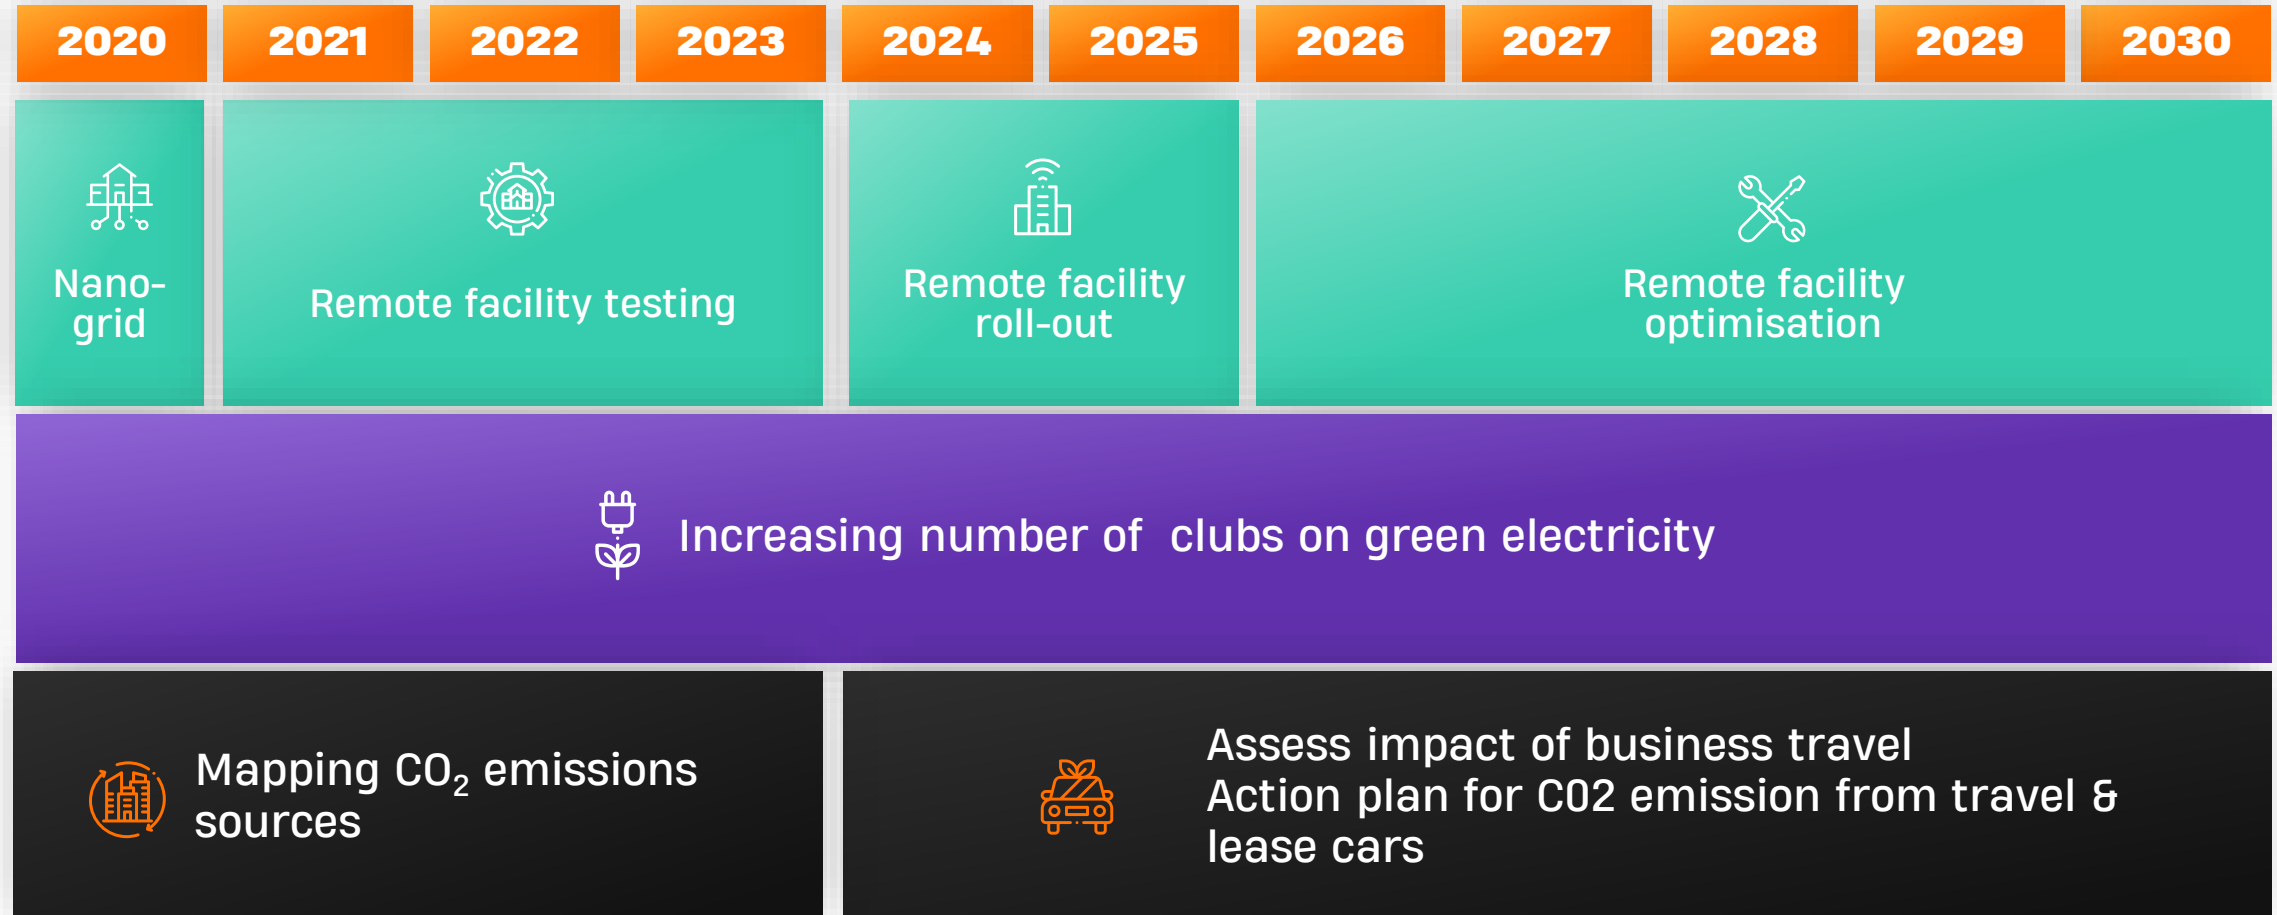 2020 2021 2022 2023 2024 2025 2026 2027 2028 2029 2030
Nano-
grid
Remote facility testing
Remote facility
roll-out
Remote facility
optimisation
Increasing number of  clubs on green electricity
Mapping CO₂ emissions
sources
Assess impact of business travel
Action plan for C02 emission from travel &
lease cars